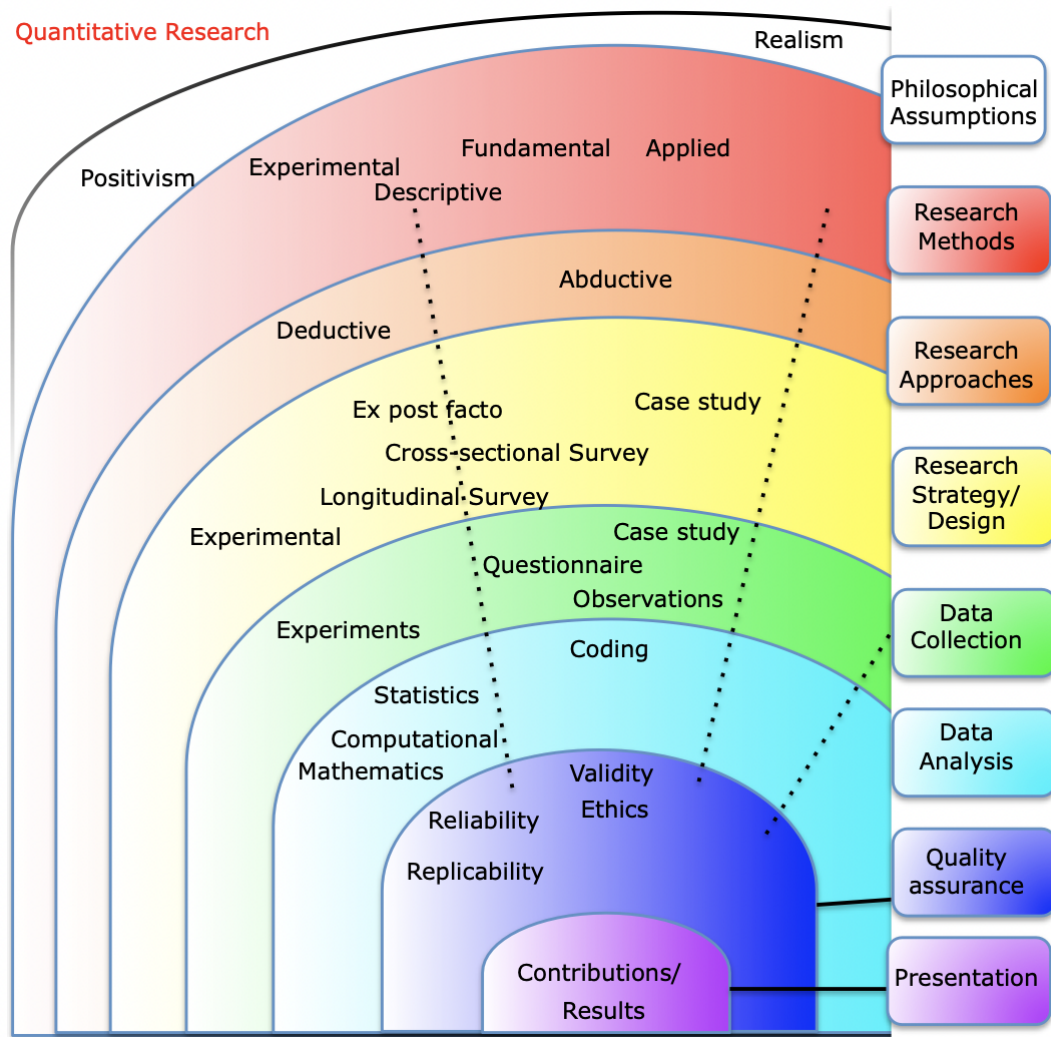 Quantitative Research
Realism
Philosophical
Assumptions
Positivism
Experimental
Fundamental
Applied
Descriptive
Research
Methods
Abductive
Deductive
Research
Approaches
Ex post facto
Case study
Cross-sectional Survey
Longitudinal Survey
Experimental
Research
Strategy/
Design
Case study
Questionnaire
Observations
Experiments
Data
Collection
Coding
Statistics
Computational
Mathematics
Data
Analysis
Validity
Ethics
Reliability
Replicability
Quality
assurance
Contributions/
Results
Presentation